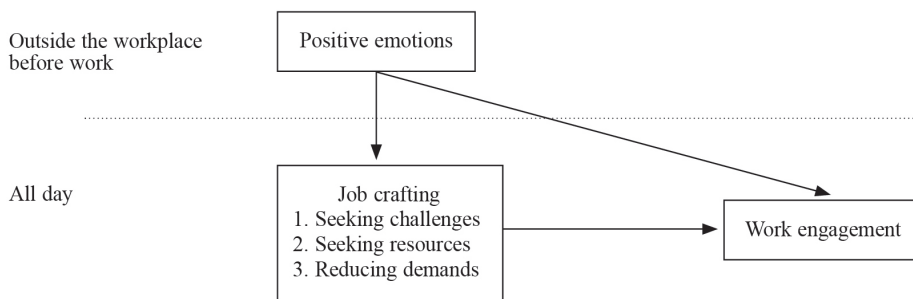 Outside the workplace
before work
Positive emotions
All day
Job crafting
1. Seeking challenges
2. Seeking resources
3. Reducing demands
Work engagement